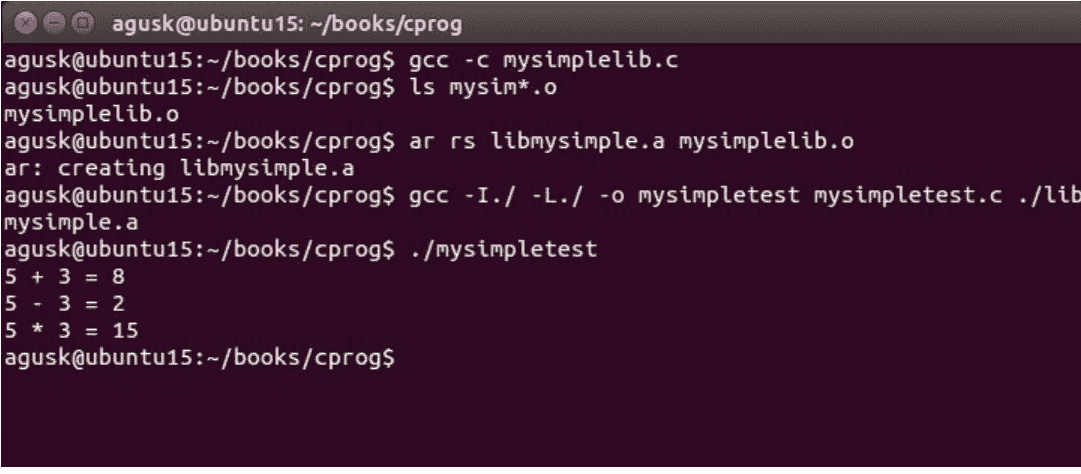 agusk@ubuntu15: ~/books/cprog
agusk@ubuntu15:~/books/cprog$ gcc -c mysimplelib.c
agusk@ubuntu15:~/books/cprog$ ls mysim*.o
mysimplelib.o
agusk@ubuntu15:~/books/cprog$ ar rs libmysimple.a mysimplelib.o
ar: creating libmysimple.a
agusk@ubuntu15:~/books/cprog$ gcc -I./ -L./ -o mysimpletest mysimpletest.c ./lib
mysimple.a
agusk@ubuntu15:~/books/cprog$ ./mysimpletest
5 + 3 = 8
5 - 3 = 2
5 * 3 = 15
agusk@ubuntu15:~/books/cprog$